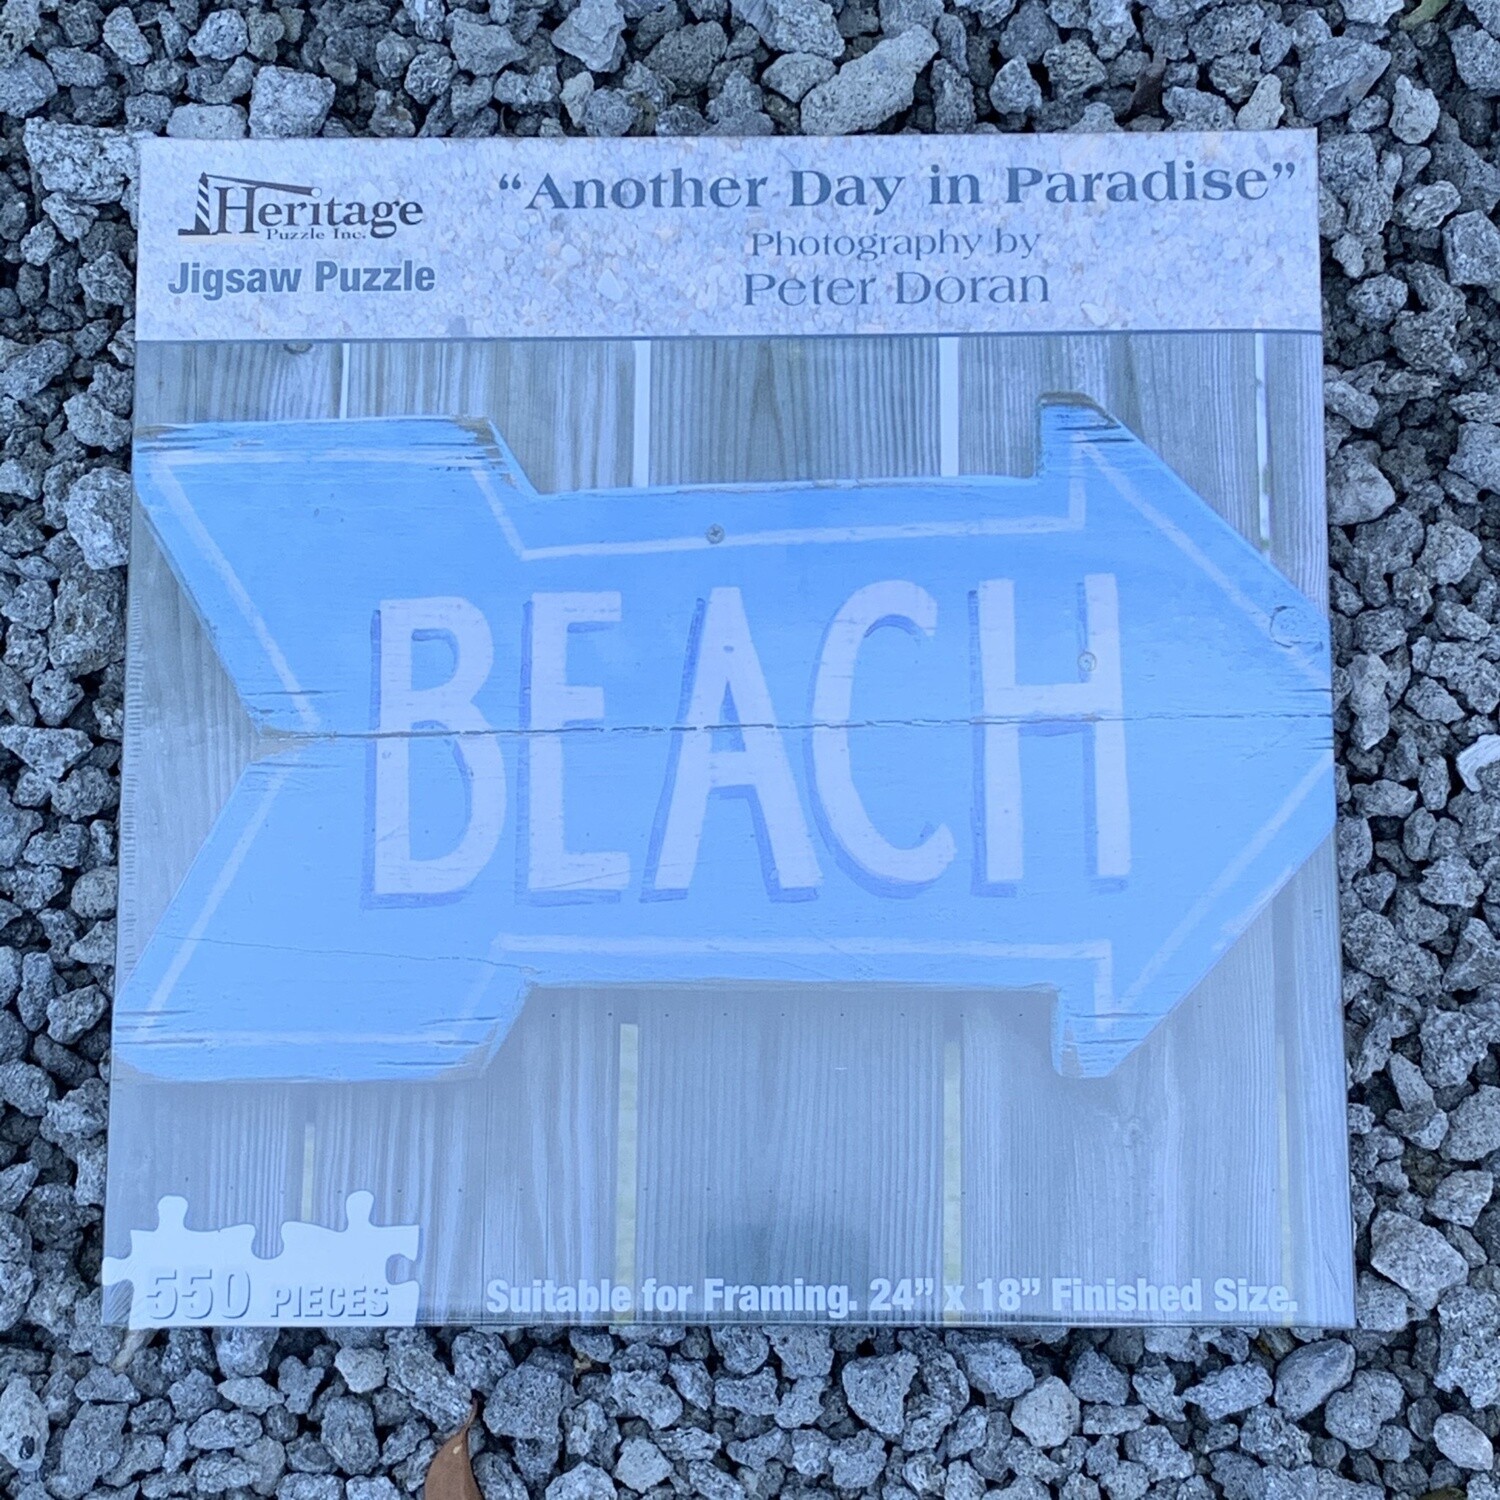 Heritage
Puzzle Inc.
Jigsaw Puzzle
“Another Day in Paradise”
Photography by
Peter Doran
BEACH
550 PIECES
Suitable for Framing. 24” x 18” Finished Size.